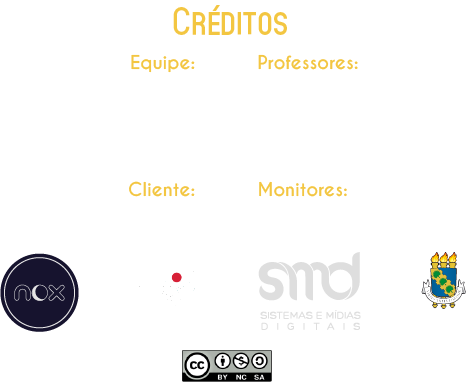 CRÉDITOS
Equipe: Professores:
Cliente: Monitores:
nox
smd
SISTEMAS E MÍDIAS
DIGITAIS
cc
BY NC SA